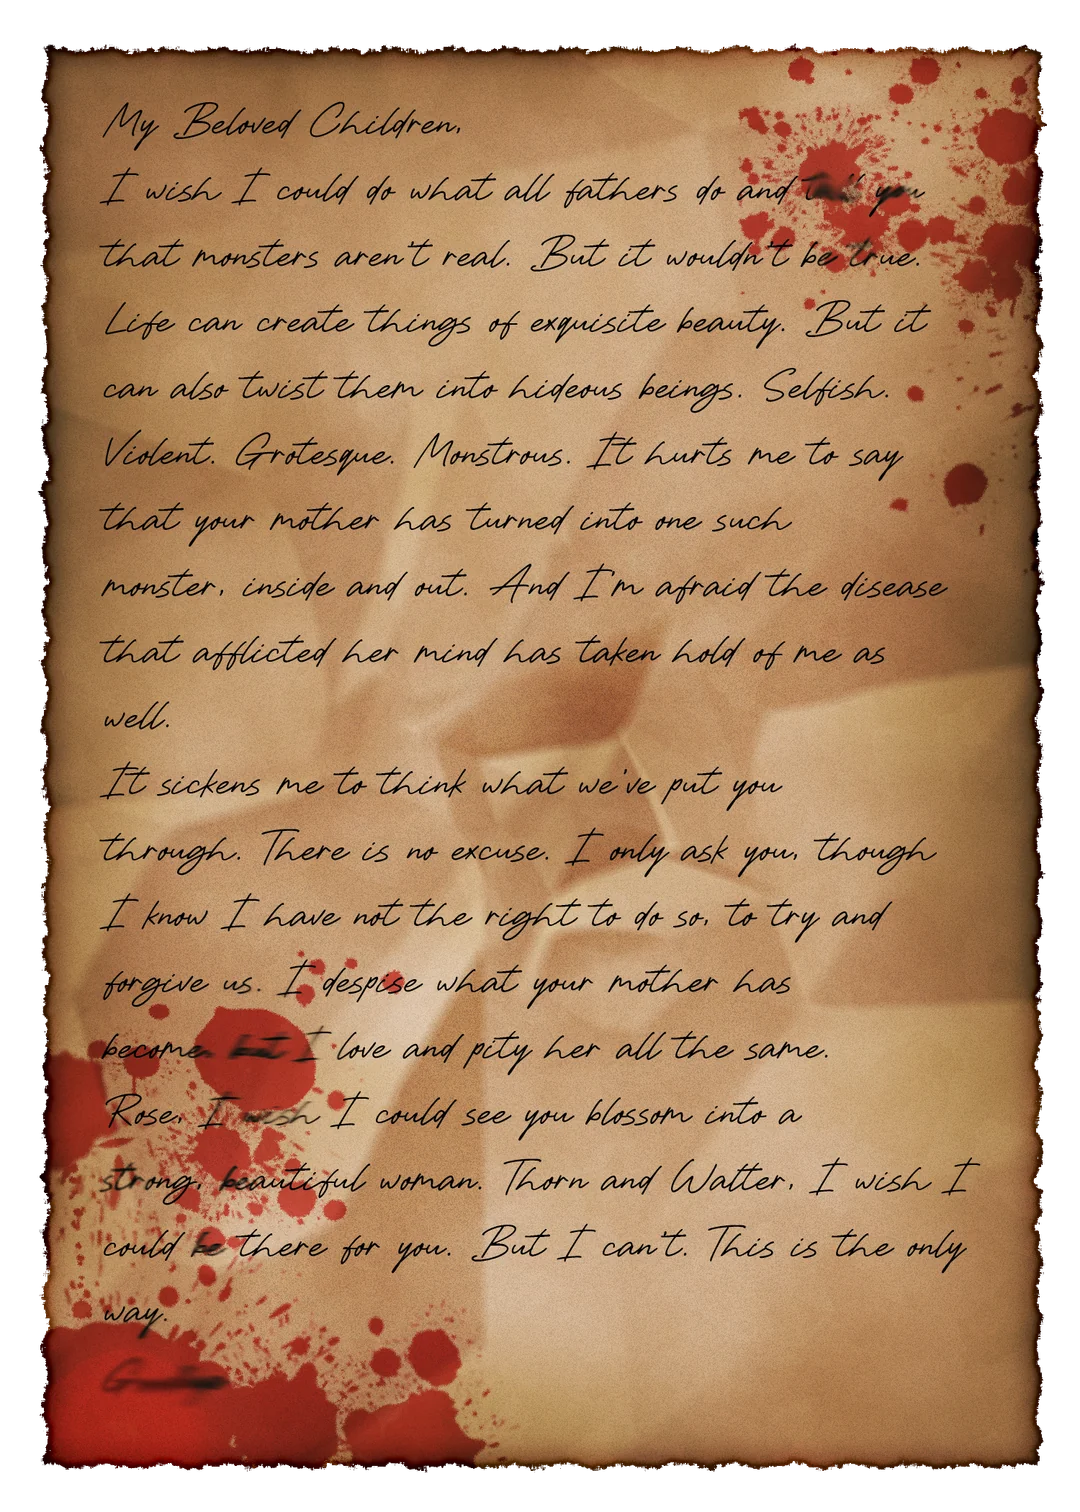 My Beloved Children,
I wish I could do what all fathers do and tell you
that monsters aren't real. But it wouldn't be true.
Life can create things of exquisite beauty. But it
can also twist them into hideous beings. Selfish.
Violent. Grotesque. Monstrous. It hurts me to say
that your mother has turned into one such
monster, inside and out. And I'm afraid the disease
that afflicted her mind has taken hold of me as
well.
It sickens me to think what we've put you
through. There is no excuse. I only ask you, though
I know I have not the right to do so, to try and
forgive us. I despise what your mother has
become, but I love and pity her all the same.
Rose, I wish I could see you blossom into a
strong, beautiful woman. Thorn and Walter, I wish I
could be there for you. But I can't. This is the only
way.